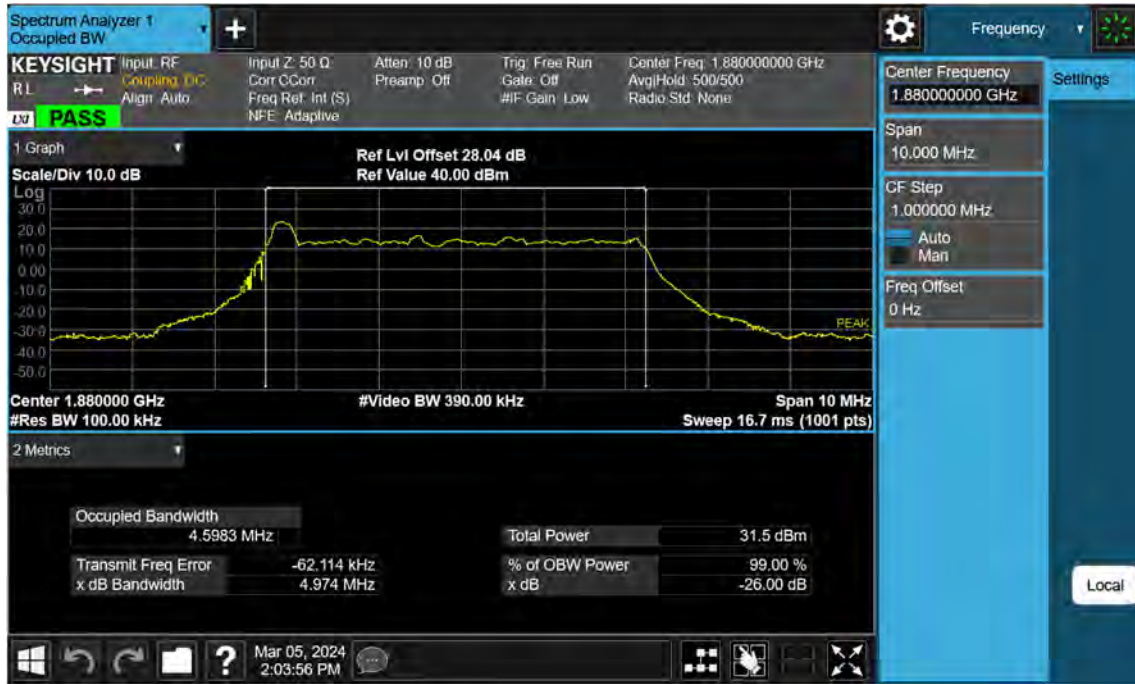 Spectrum Analyzer 1
Occupied BW
Frequency
KEYSIGHT
RL
PASS
Input: RF
Coupling: DC
Align: Auto
Input Z: 50 Ω
Corr CCorr
Freq Ref: Int (S)
NFE: Adaptive
Atten: 10 dB
Preamp: Off
Trig: Free Run
Gate: Off
#IF Gain: Low
Center Freq: 1.880000000 GHz
Avg|Hold: 500/500
Radio Std: None
1 Graph
Scale/Div 10.0 dB
Ref Lvl Offset 28.04 dB
Ref Value 40.00 dBm
Log
30.0
20.0
10.0
0.00
-10.0
-20.0
-30.0
-40.0
-50.0
PEAK
Center 1.880000 GHz
#Video BW 390.00 kHz
Span 10 MHz
#Res BW 100.00 kHz
Sweep 16.7 ms (1001 pts)
2 Metrics
Occupied Bandwidth
4.5983 MHz
Total Power 31.5 dBm
Transmit Freq Error -62.114 kHz
% of OBW Power 99.00 %
x dB Bandwidth 4.974 MHz
x dB -26.00 dB
Mar 05, 2024
2:03:56 PM
Center Frequency
1.880000000 GHz
Settings
Span
10.000 MHz
CF Step
1.000000 MHz
Auto
Man
Freq Offset
0 Hz
Local